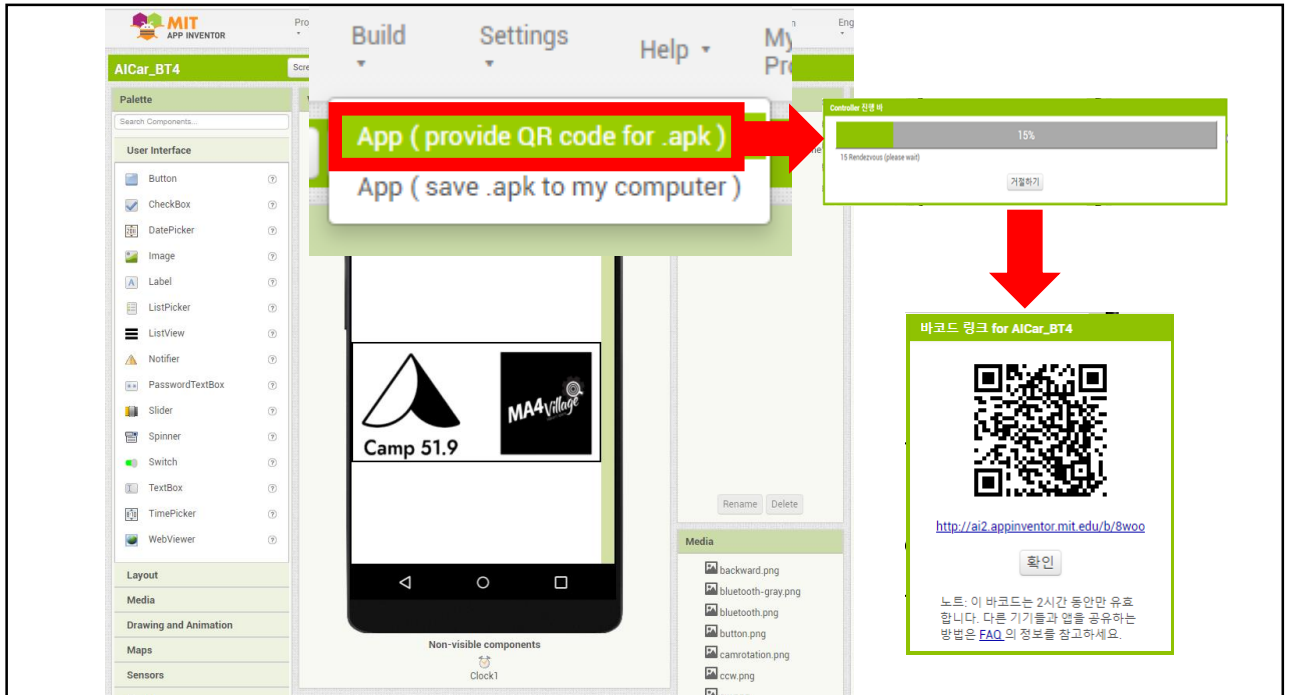 MIT
APP INVENTOR
Build
Settings
Help
My
Eng
AICar_BT4
App ( provide QR code for .apk )
App ( save .apk to my computer )
Palette
Search Components...
User Interface
Button
CheckBox
DatePicker
Image
Label
ListPicker
ListView
Notifier
PasswordTextBox
Slider
Spinner
Switch
TextBox
TimePicker
WebViewer
Layout
Media
Drawing and Animation
Maps
Sensors
Camp 51.9
MA4Village
Non-visible components
Clock1
Rename
Delete
Media
backward.png
bluetooth-gray.png
bluetooth.png
button.png
camrotation.png
ccw.png
Controller 진행 바
15%
15 Rendezvous (please wait)
거절하기
바코드 링크 for AICar_BT4
http://ai2.appinventor.mit.edu/b/8woo
확인
노트: 이 바코드는 2시간 동안만 유효
합니다. 다른 기기들과 앱을 공유하는
방법은 FAQ 의 정보를 참고하세요.